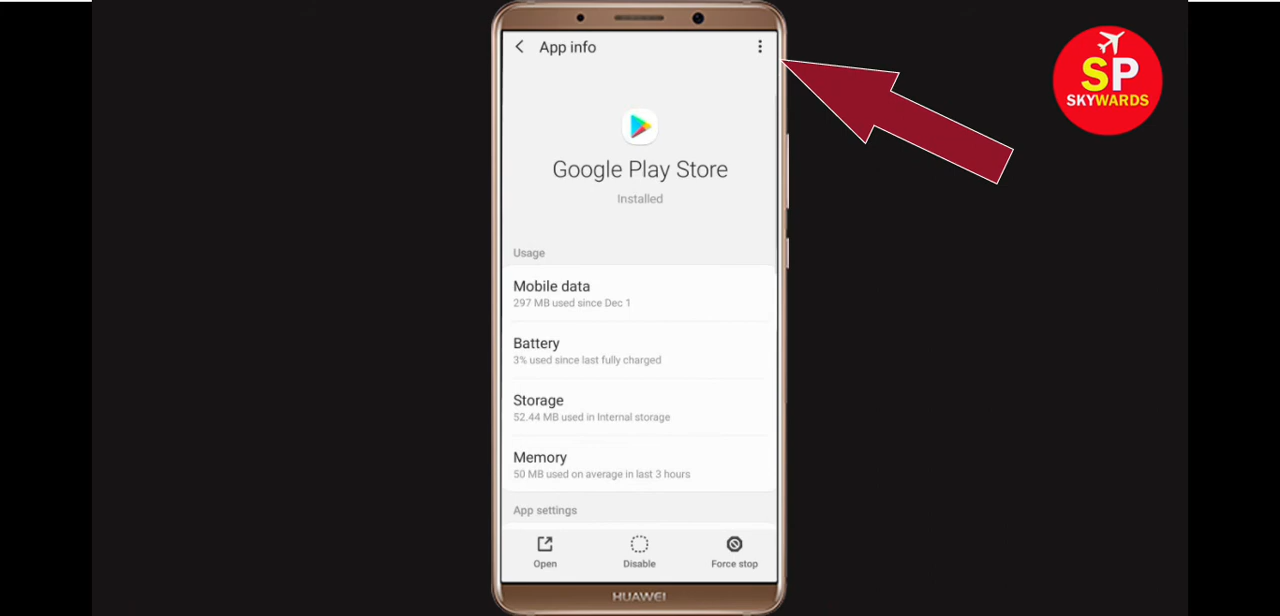 App info
SP
SKYWARDS
Google Play Store
Installed
Usage
Mobile data
297 MB used since Dec 1
Battery
3% used since last fully charged
Storage
52.44 MB used in Internal storage
Memory
50 MB used on average in last 3 hours
App settings
Open
Disable
Force stop
HUAWEI